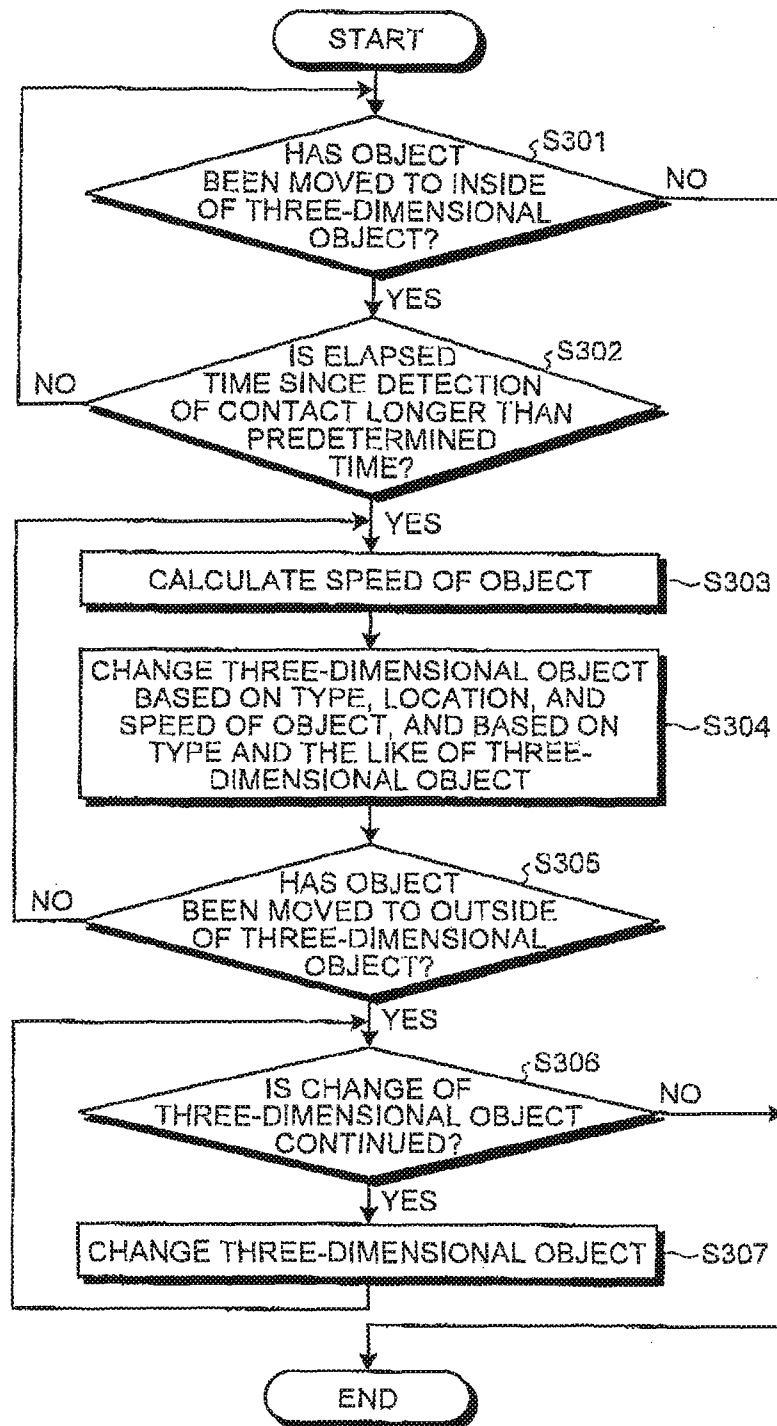 START
HAS OBJECT
BEEN MOVED TO INSIDE
OF THREE-DIMENSIONAL
OBJECT?
S301
NO
YES
IS ELAPSED
TIME SINCE DETECTION
OF CONTACT LONGER THAN
PREDETERMINED
TIME?
S302
NO
YES
CALCULATE SPEED OF OBJECT
S303
CHANGE THREE-DIMENSIONAL OBJECT
BASED ON TYPE, LOCATION, AND
SPEED OF OBJECT, AND BASED ON
TYPE AND THE LIKE OF THREE-
DIMENSIONAL OBJECT
S304
HAS OBJECT
BEEN MOVED TO OUTSIDE
OF THREE-DIMENSIONAL
OBJECT?
S305
NO
YES
IS CHANGE OF
THREE-DIMENSIONAL OBJECT
CONTINUED?
S306
NO
YES
CHANGE THREE-DIMENSIONAL OBJECT
S307
END